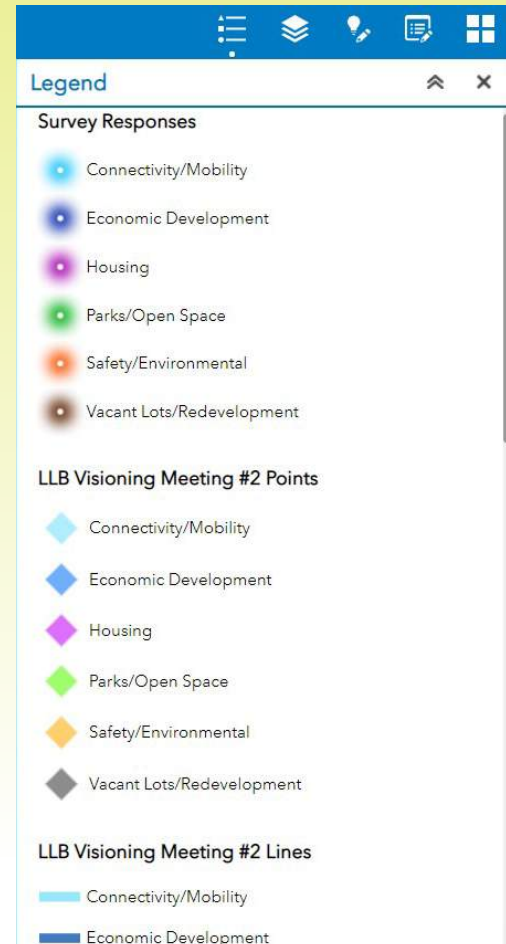 Legend
Survey Responses
Connectivity/Mobility
Economic Development
Housing
Parks/Open Space
Safety/Environmental
Vacant Lots/Redevelopment
LLB Visioning Meeting #2 Points
Connectivity/Mobility
Economic Development
Housing
Parks/Open Space
Safety/Environmental
Vacant Lots/Redevelopment
LLB Visioning Meeting #2 Lines
Connectivity/Mobility
Economic Development